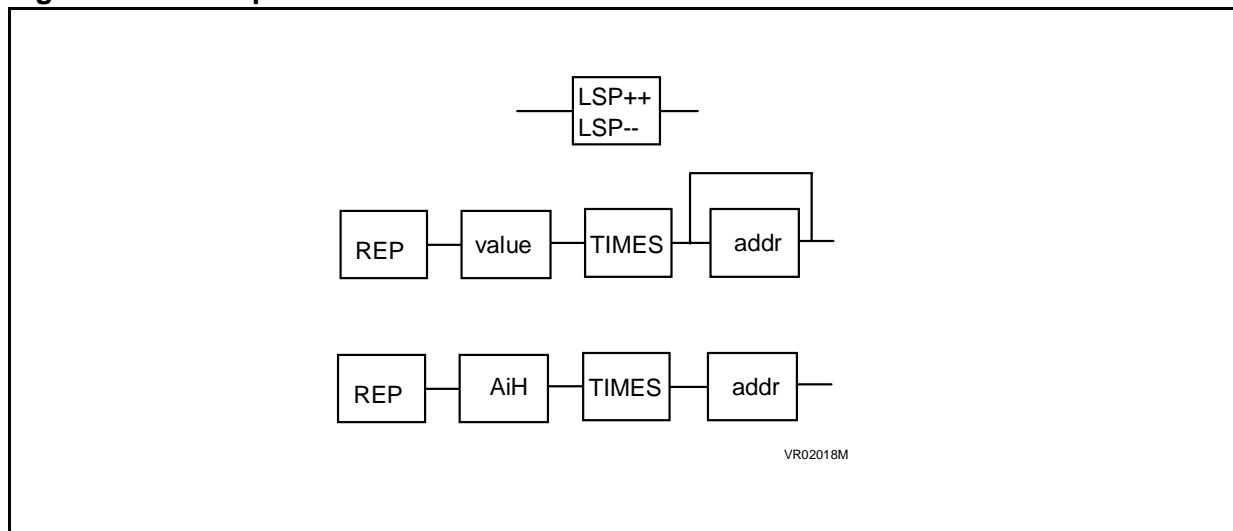 LSP++
LSP--
REP value TIMES addr
REP AiH TIMES addr
VR02018M